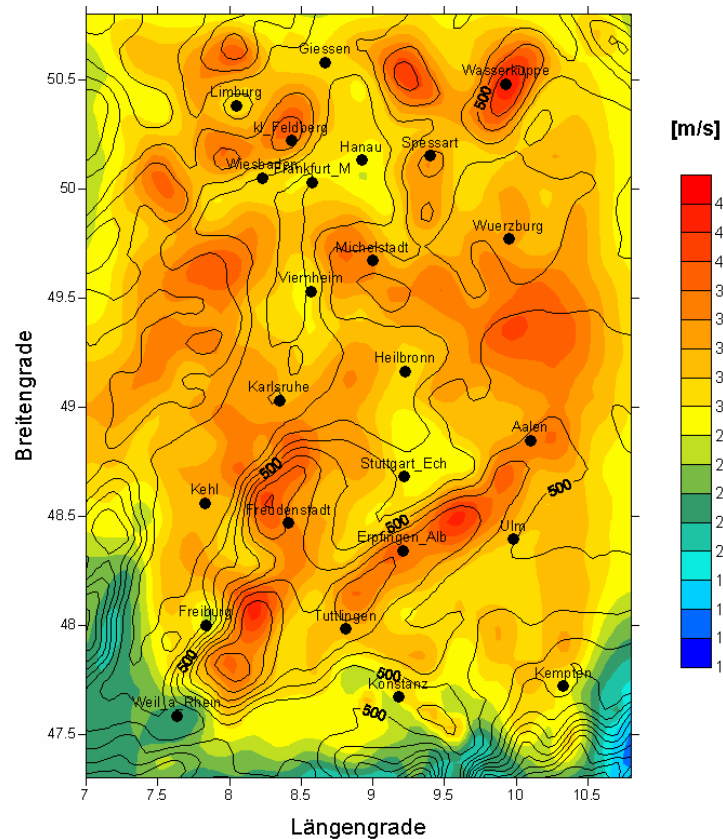 50.5
50
49.5
49
48.5
48
47.5
Breitengrade
Giessen
Wasserkuppe
500
Limburg
kl_Feldberg
Hanau
Spessart
Wiesbaden
Frankfurt_M
Wuerzburg
Michelstadt
Viernheim
Heilbronn
Karlsruhe
Aalen
500
Stuttgart_Ech
Kehl
500
Freudenstadt
500
Ulm
Erpfingen_Alb
Freiburg
Tuttlingen
500
500
Konstanz
Kempten
Weil_a_Rhein
500
7
7.5
8
8.5
9
9.5
10
10.5
Längengrade
[m/s]
4
4
4
3
3
3
3
3
2
2
2
2
2
1
1
1